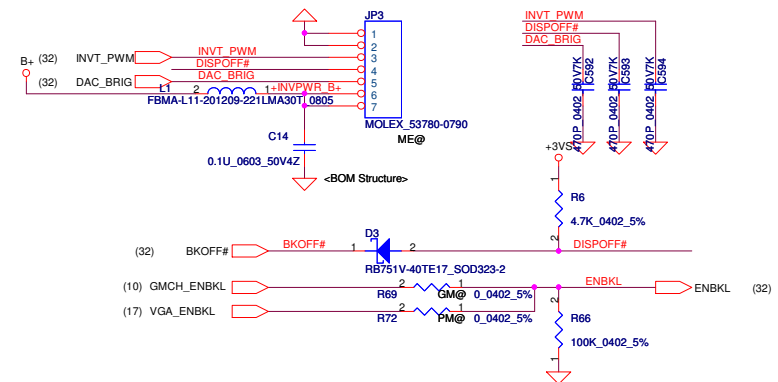 JP3
1
2
3
4
5
6
7
MOLEX_53780-0790
ME@
B+
(32) INVT_PWM
INVT_PWM
DISPOFF#
(32) DAC_BRIG
DAC_BRIG
L1
2
1
+INVPWR_B+
FBMA-L11-201209-221LMA30T_0805
C14
0.1U_0603_50V4Z
<BOM Structure>
INVT_PWM
DISPOFF#
DAC_BRIG
470P_0402_50V7K
C592
470P_0402_50V7K
C593
470P_0402_50V7K
C594
+3VS
1
R6
4.7K_0402_5%
2
(32) BKOFF#
BKOFF#
1
D3
2
DISPOFF#
RB751V-40TE17_SOD323-2
(10) GMCH_ENBKL
2
1
R69
GM@
0_0402_5%
ENBKL
ENBKL (32)
(17) VGA_ENBKL
2
1
R72
PM@
0_0402_5%
2
R66
100K_0402_5%
1